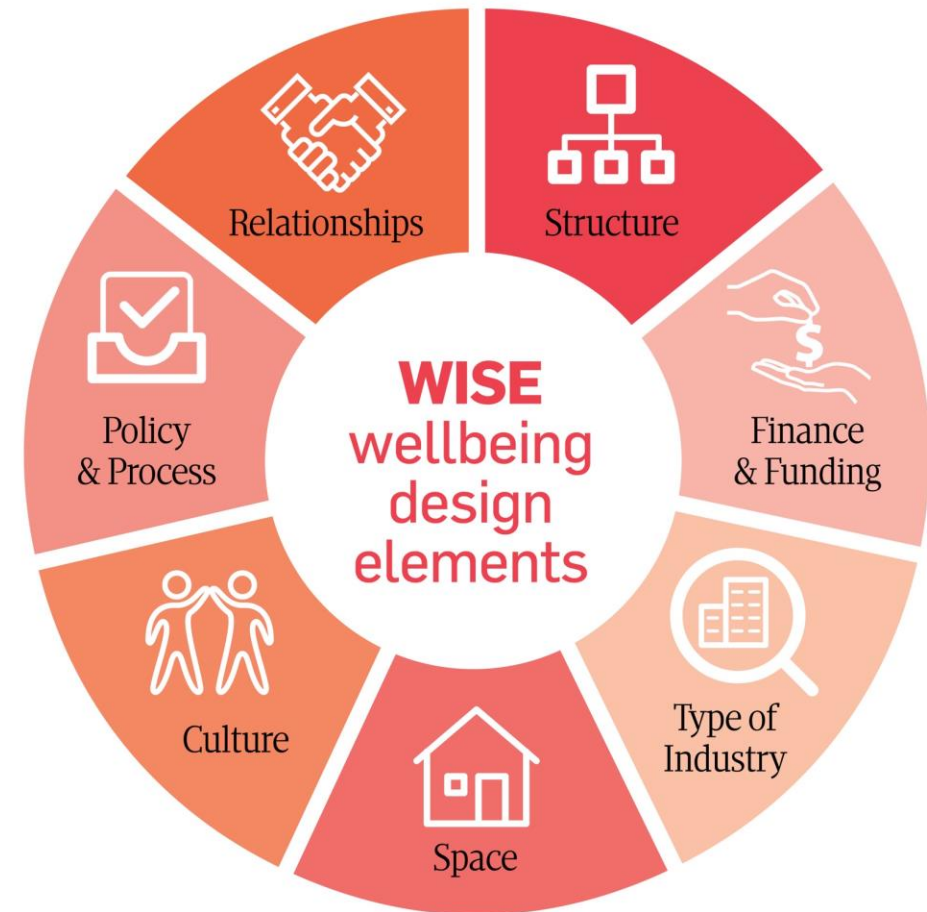 WISE
wellbeing
design
elements
Structure
Finance
& Funding
$
Type of
Industry
Space
Culture
Policy
& Process
Relationships